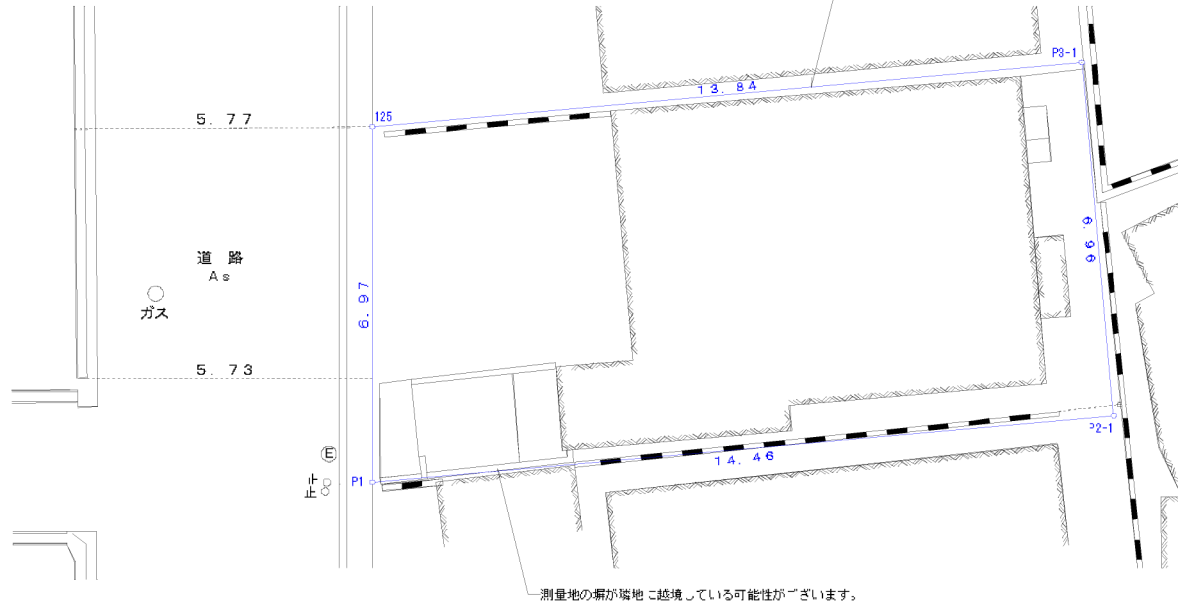 P3-1
13.84
125
5.77
6.96
道 路
As
ガス
6.97
5.73
P2-1
E
14.46
P1
止
測量地の塀が隣地に越境している可能性がございます。